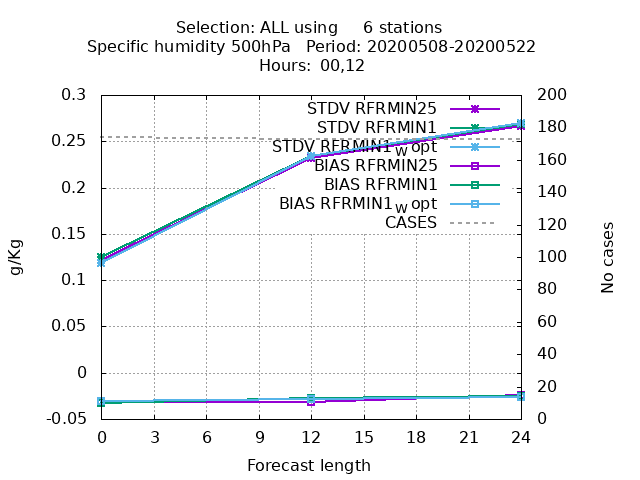 Selection: ALL using 6 stations
Specific humidity 500hPa Period: 20200508-20200522
Hours: 00,12
0.3
0.25
0.2
0.15
0.1
0.05
0
-0.05
200
180
160
140
120
100
80
60
40
20
0
STDV RFRMIN25
STDV RFRMIN1
STDV RFRMIN1_W opt
BIAS RFRMIN25
BIAS RFRMIN1
BIAS RFRMIN1_W opt
CASES
g/Kg
No cases
0 3 6 9 12 15 18 21 24
Forecast length